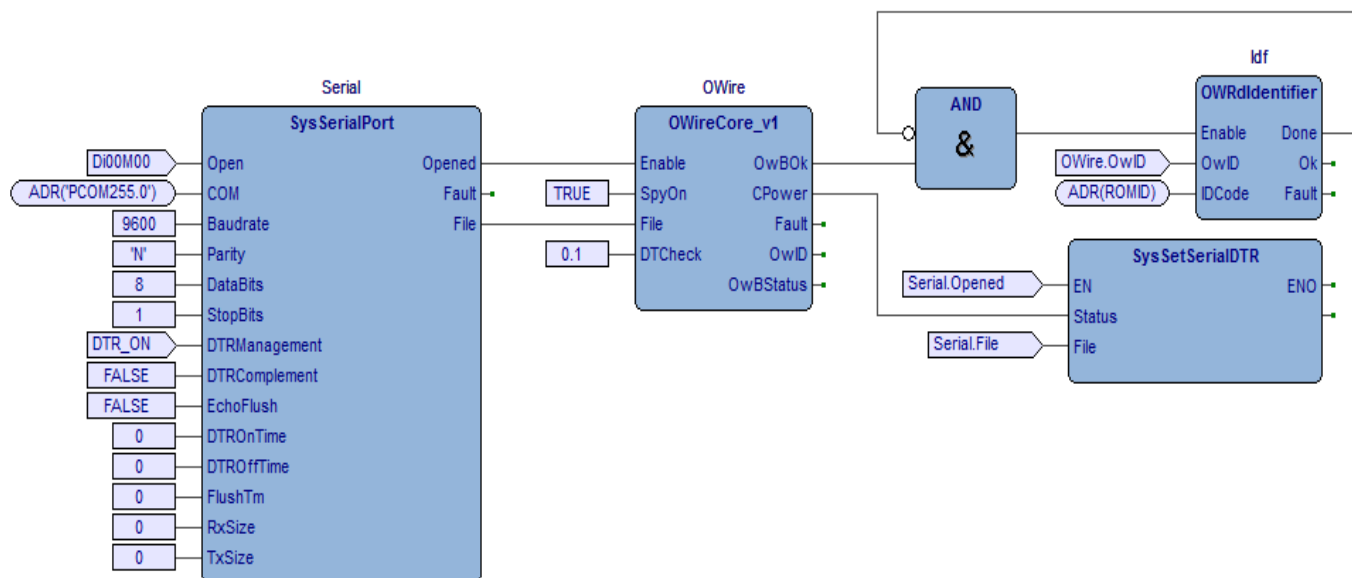 Serial
SysSerialPort
Di00M00
Open
Opened
ADR('PCOM255.0')
COM
Fault
9600
Baudrate
File
'N'
Parity
8
DataBits
1
StopBits
DTR_ON
DTRManagement
FALSE
DTRComplement
FALSE
EchoFlush
0
DTROnTime
0
DTROffTime
0
FlushTm
0
RxSize
0
TxSize
OWire
OWireCore_v1
Enable
OwBOk
TRUE
SpyOn
CPower
File
Fault
0.1
DTCheck
OwID
OwBStatus
AND
&
Idf
OWRdIdentifier
Enable
Done
OWire.OwID
OwID
Ok
ADR(ROMID)
IDCode
Fault
SysSetSerialDTR
Serial.Opened
EN
ENO
Status
Serial.File
File